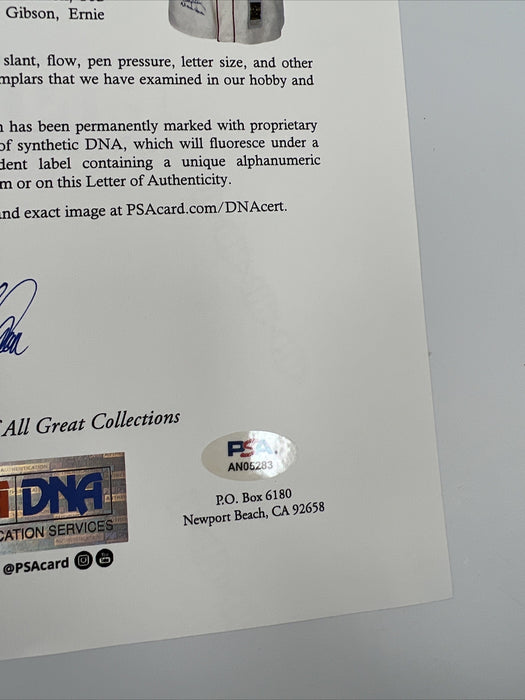 Gibson, Ernie
slant, flow, pen pressure, letter size, and other
mplars that we have examined in our hobby and
has been permanently marked with proprietary
of synthetic DNA, which will fluoresce under a
dent label containing a unique alphanumeric
m or on this Letter of Authenticity.
nd exact image at PSAcard.com/DNAcert.
All Great Collections
PSA
AN05283
DNA
CATION SERVICES
P.O. Box 6180
Newport Beach, CA 92658
@PSAcard